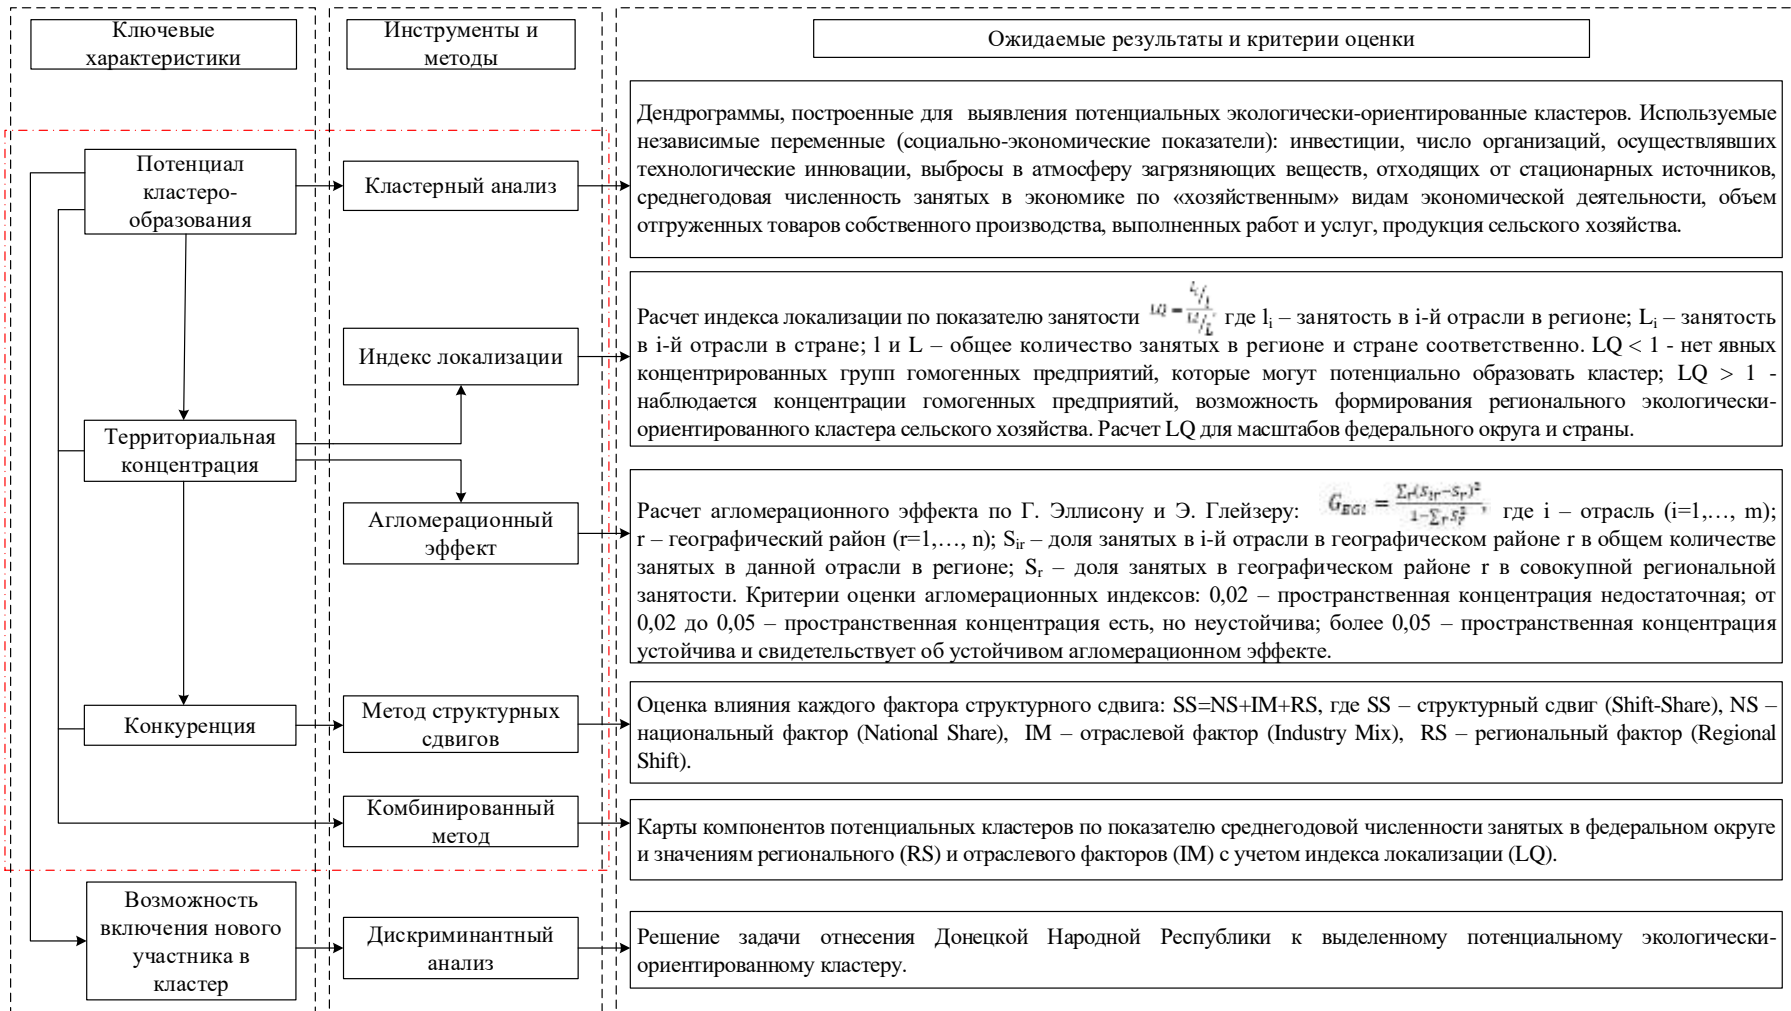 Ключевые
характеристики
Инструменты и
методы
Ожидаемые результаты и критерии оценки
Потенциал
кластеро-
образования
Кластерный анализ
Дендрограммы, построенные для выявления потенциальных экологически-ориентированные кластеров. Используемые
независимые переменные (социально-экономические показатели): инвестиции, число организаций, осуществлявших
технологические инновации, выбросы в атмосферу загрязняющих веществ, отходящих от стационарных источников,
среднегодовая численность занятых в экономике по «хозяйственным» видам экономической деятельности, объем
отгруженных товаров собственного производства, выполненных работ и услуг, продукция сельского хозяйства.
Территориальная
концентрация
Индекс локализации
Расчет индекса локализации по показателю занятости LQ = где l_i – занятость в i-й отрасли в регионе; L_i – занятость
в i-й отрасли в стране; l и L – общее количество занятых в регионе и стране соответственно. LQ < 1 - нет явных
концентрированных групп гомогенных предприятий, которые могут потенциально образовать кластер; LQ > 1 -
наблюдается концентрации гомогенных предприятий, возможность формирования регионального экологически-
ориентированного кластера сельского хозяйства. Расчет LQ для масштабов федерального округа и страны.
Агломерационный
эффект
Расчет агломерационного эффекта по Г. Эллисону и Э. Глейзеру: G_EGi = ∑r(S_ir−S_r)²/1−∑r S_r², где i – отрасль (i=1,…, m);
r – географический район (r=1,…, n); S_ir – доля занятых в i-й отрасли в географическом районе r в общем количестве
занятых в данной отрасли в регионе; S_r – доля занятых в географическом районе r в совокупной региональной
занятости. Критерии оценки агломерационных индексов: 0,02 – пространственная концентрация недостаточная; от
0,02 до 0,05 – пространственная концентрация есть, но неустойчива; более 0,05 – пространственная концентрация
устойчива и свидетельствует об устойчивом агломерационном эффекте.
Конкуренция
Метод структурных
сдвигов
Оценка влияния каждого фактора структурного сдвига: SS=NS+IM+RS, где SS – структурный сдвиг (Shift-Share), NS –
национальный фактор (National Share), IM – отраслевой фактор (Industry Mix), RS – региональный фактор (Regional
Shift).
Комбинированный
метод
Карты компонентов потенциальных кластеров по показателю среднегодовой численности занятых в федеральном округе
и значениям регионального (RS) и отраслевого факторов (IM) с учетом индекса локализации (LQ).
Возможность
включения нового
участника в
кластер
Дискриминантный
анализ
Решение задачи отнесения Донецкой Народной Республики к выделенному потенциальному экологически-
ориентированному кластеру.